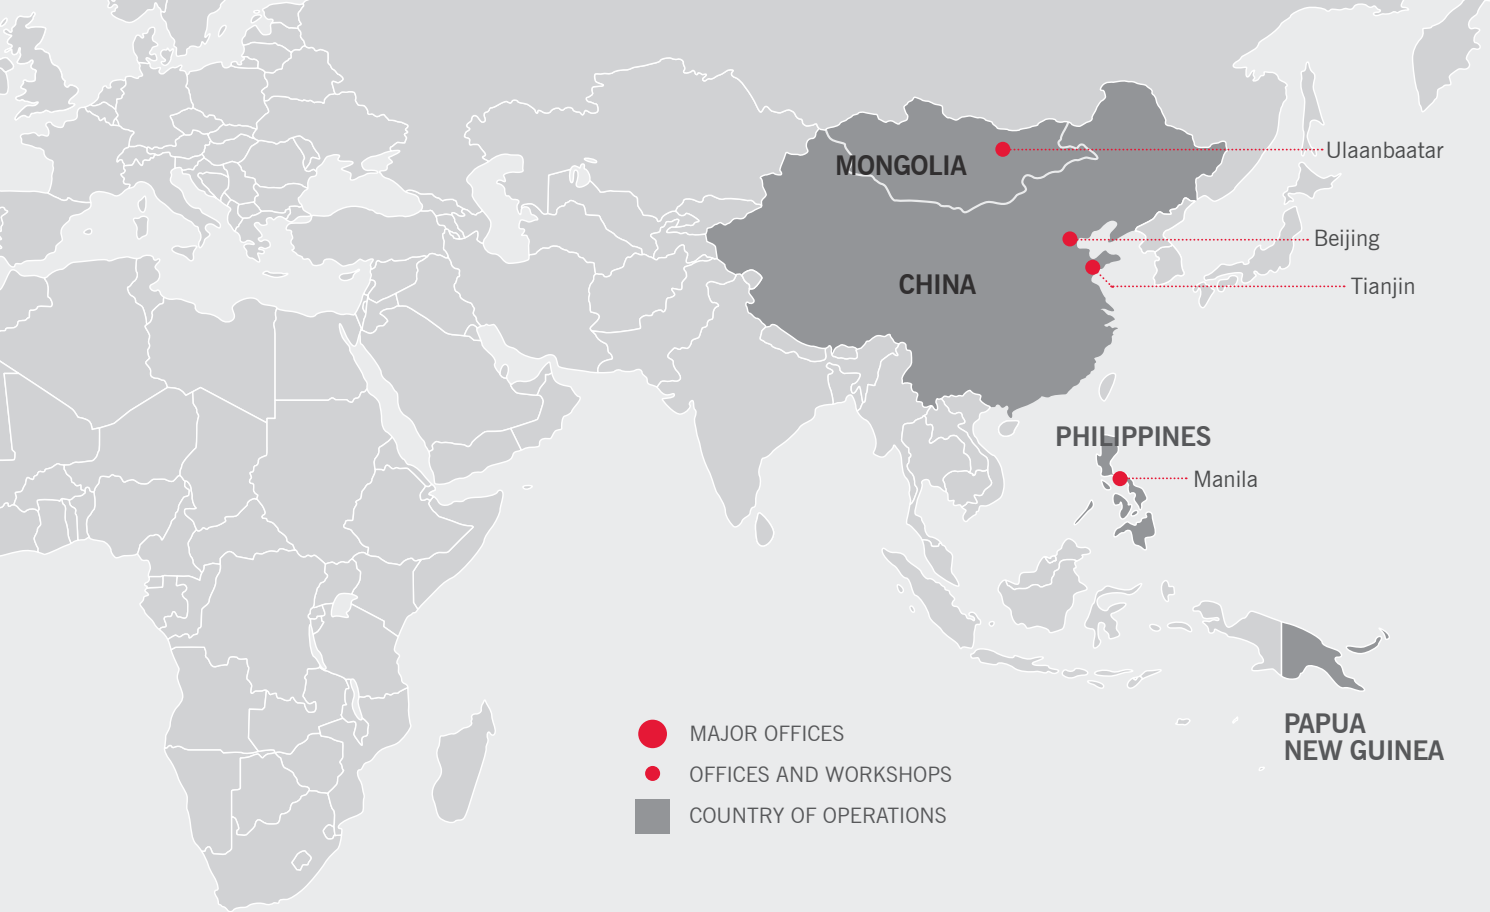 MONGOLIA
Ulaanbaatar
Beijing
CHINA
Tianjin
PHILIPPINES
Manila
PAPUA
NEW GUINEA
MAJOR OFFICES
OFFICES AND WORKSHOPS
COUNTRY OF OPERATIONS